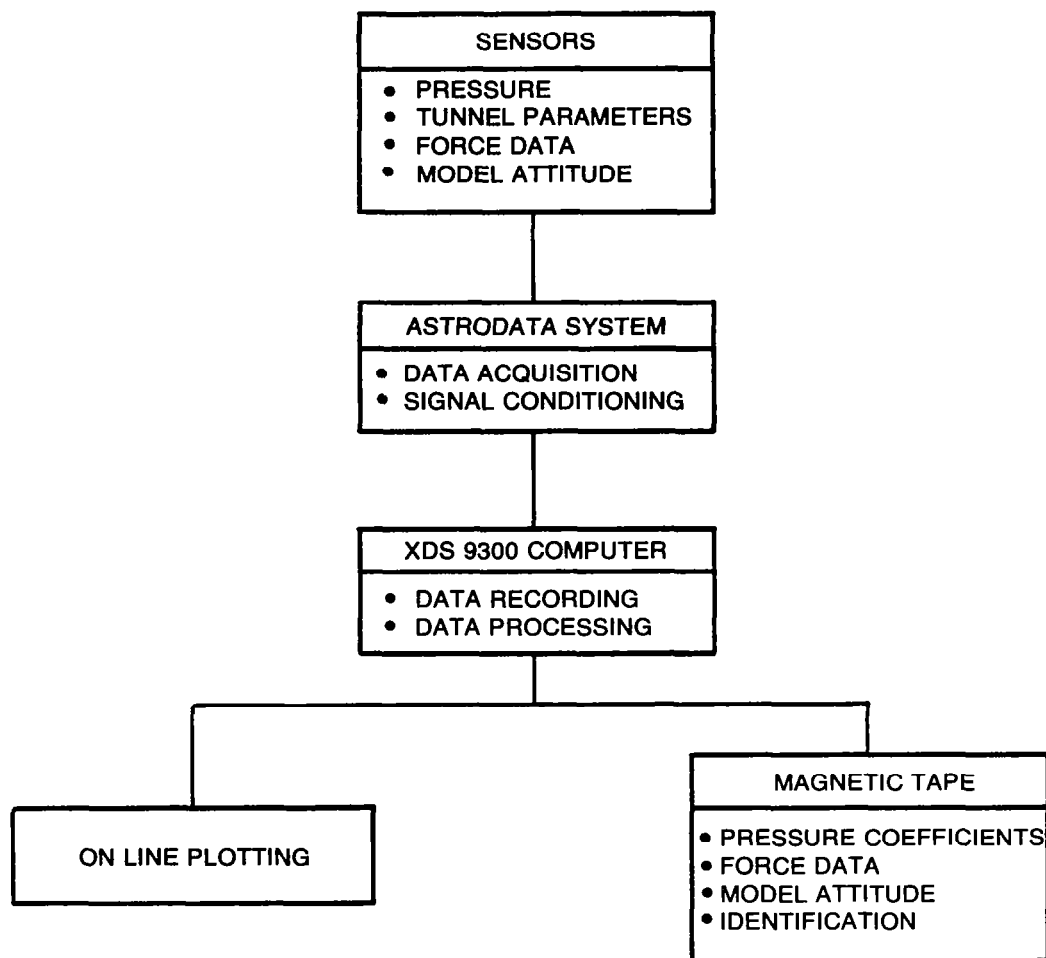 SENSORS
• PRESSURE
• TUNNEL PARAMETERS
• FORCE DATA
• MODEL ATTITUDE
ASTRODATA SYSTEM
• DATA ACQUISITION
• SIGNAL CONDITIONING
XDS 9300 COMPUTER
• DATA RECORDING
• DATA PROCESSING
ON LINE PLOTTING
MAGNETIC TAPE
• PRESSURE COEFFICIENTS
• FORCE DATA
• MODEL ATTITUDE
• IDENTIFICATION